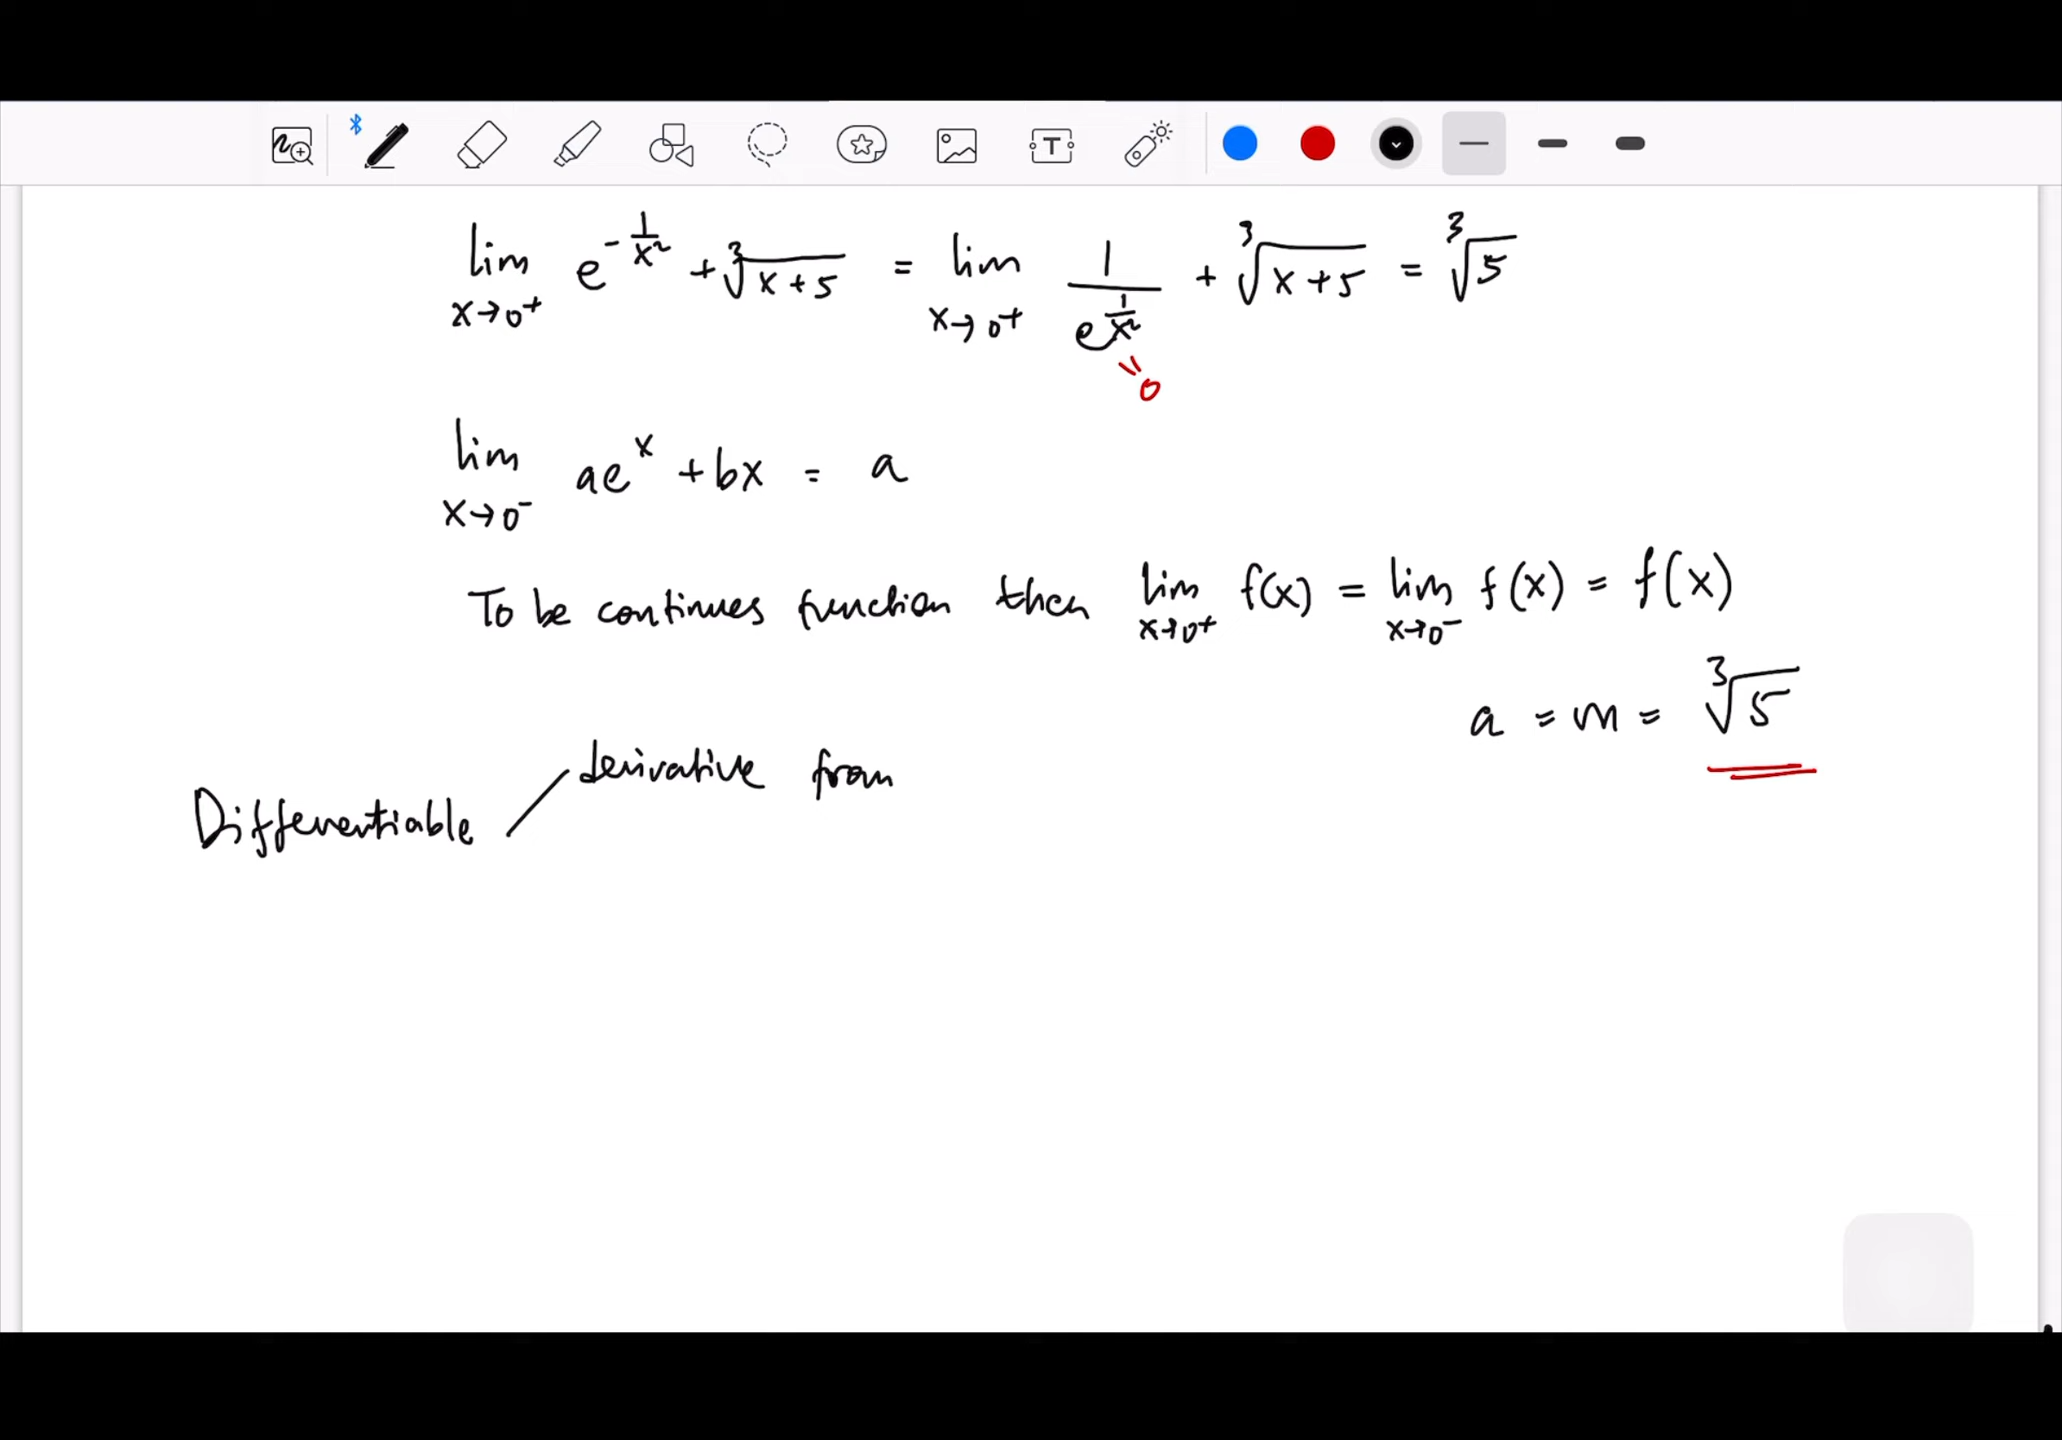 lim x→0⁺ e^(-1/x²) + ∛(x+5) = lim x→0⁺ 1/e^(1/x²) + ∛(x+5) = ∛5
"0
lim x→0⁻ ae^x + bx = a
To be continues function then lim x→0⁺ f(x) = lim x→0⁻ f(x) = f(x)
a = m = ∛5
derivative from
Differentiable